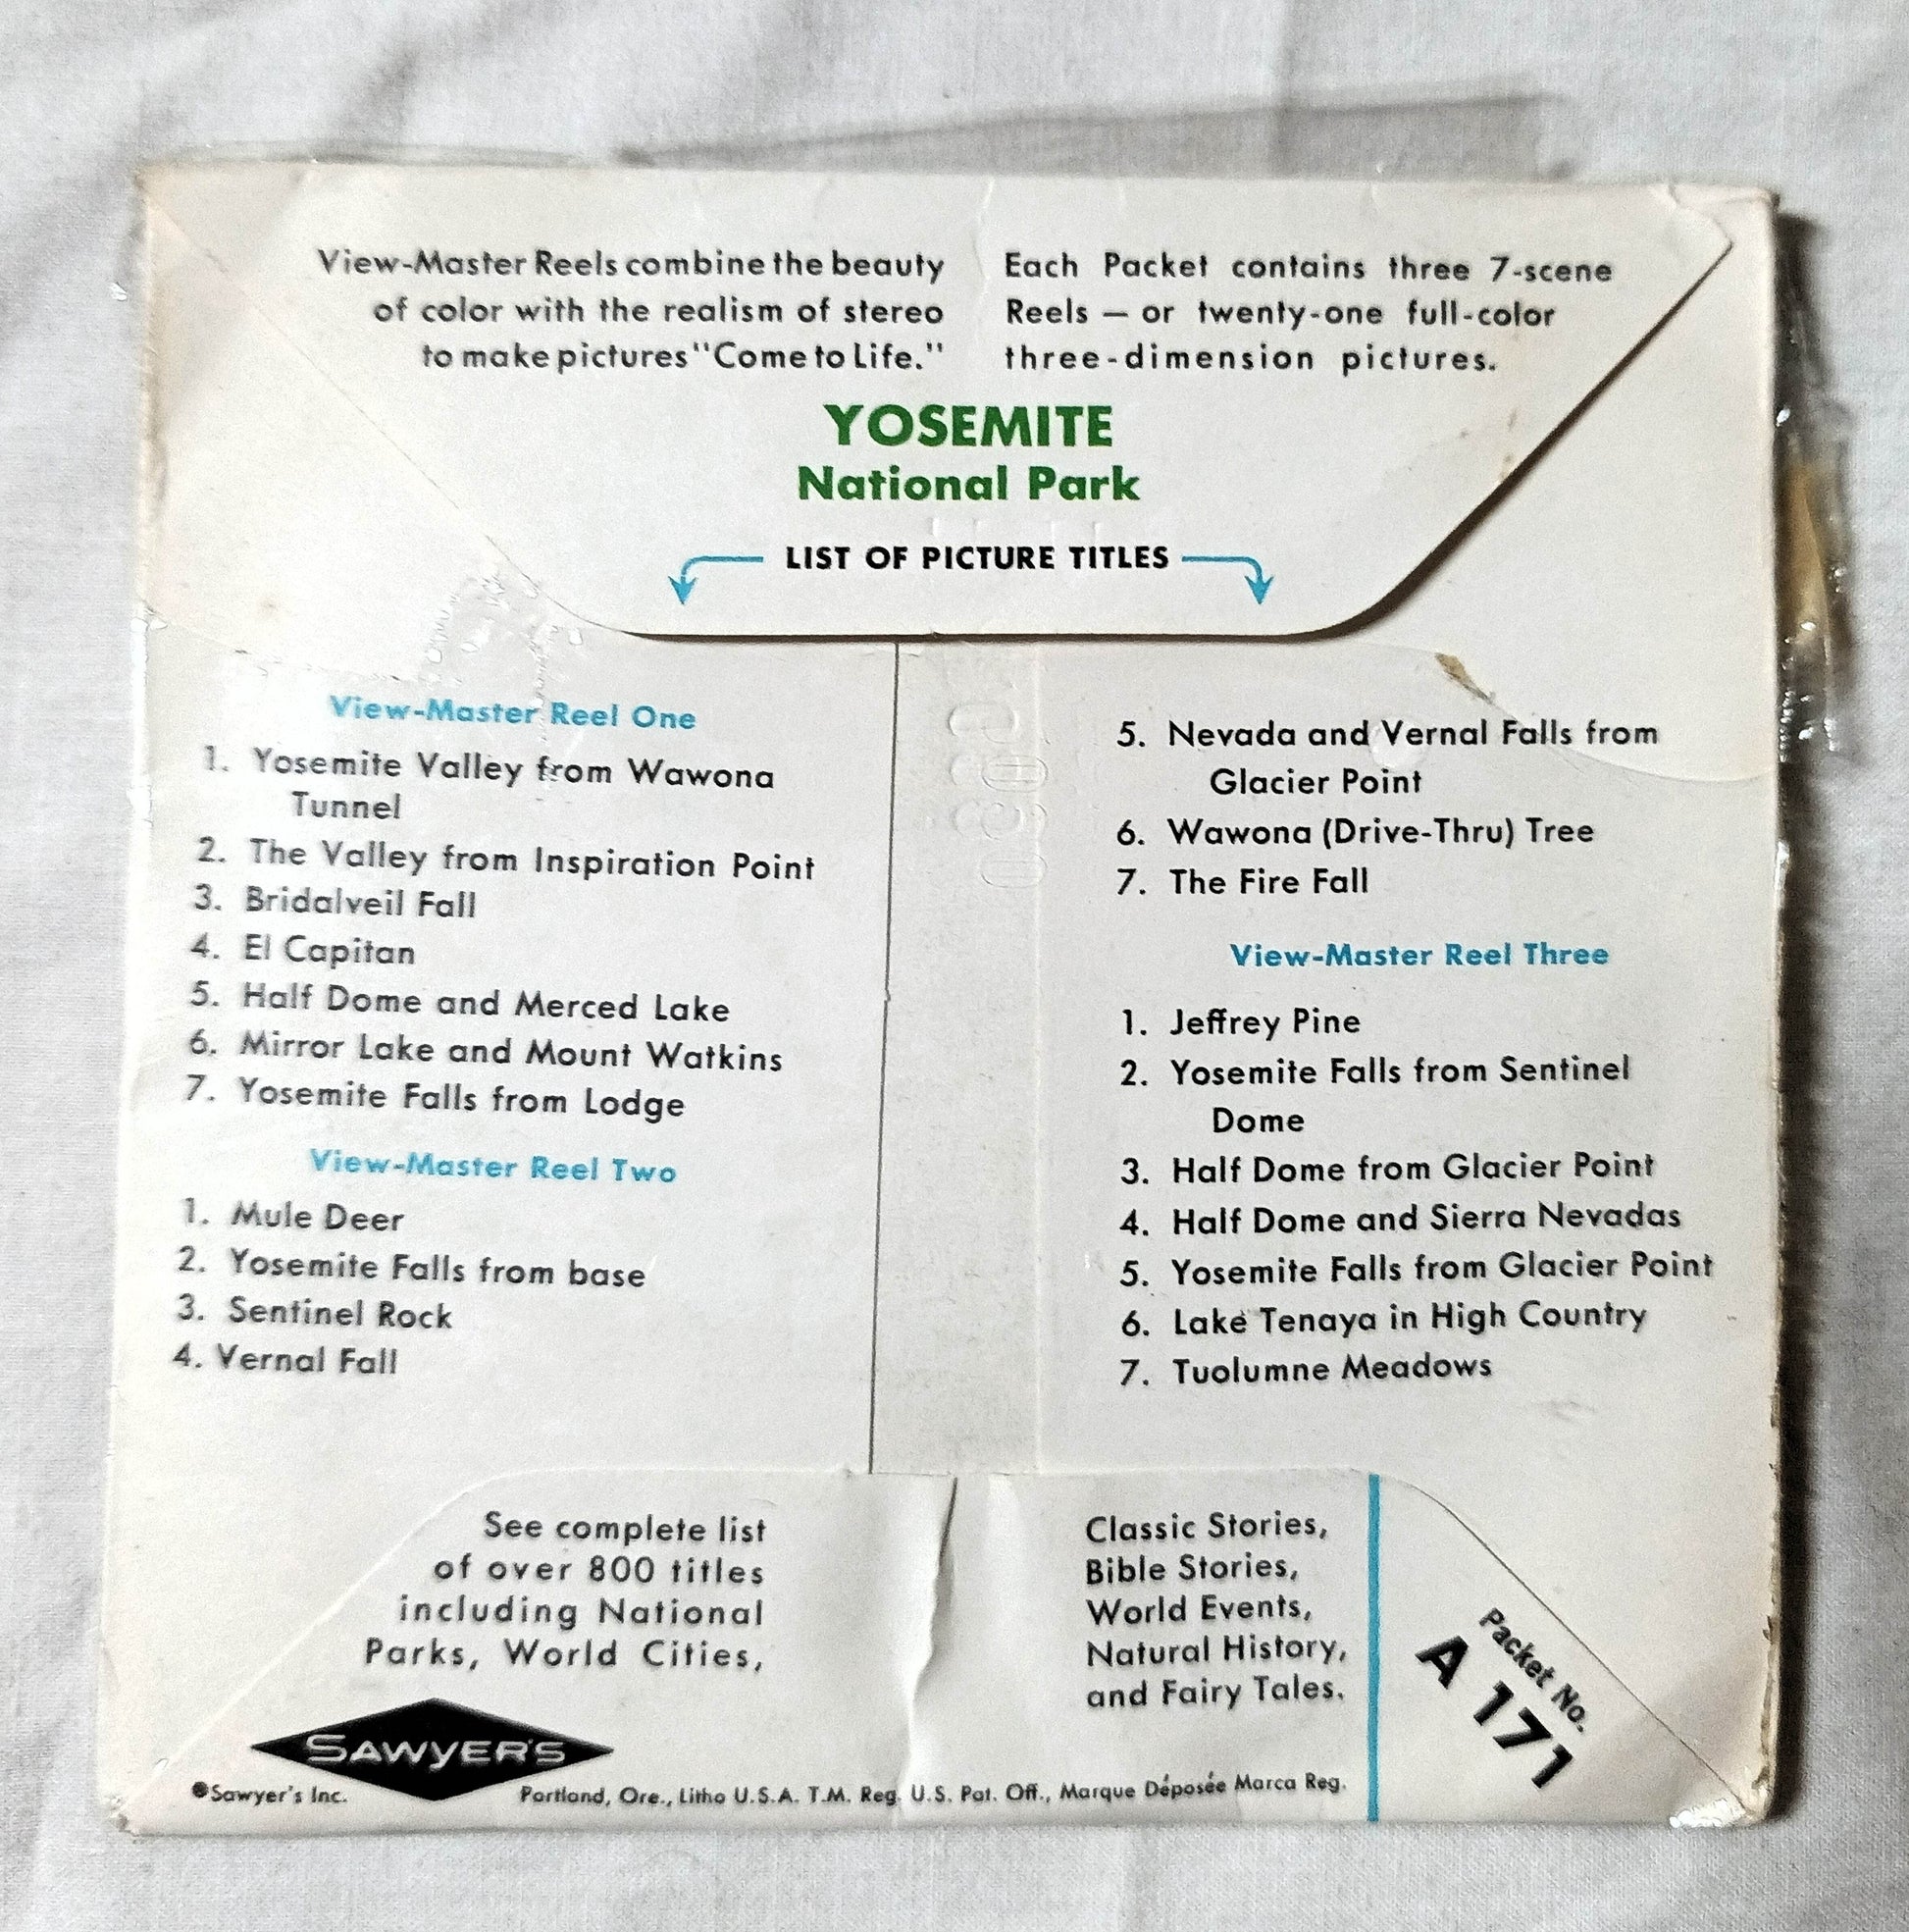 View-Master Reels combine the beauty
of color with the realism of stereo
to make pictures "Come to Life."
Each Packet contains three 7-scene
Reels — or twenty-one full-color
three-dimension pictures.
YOSEMITE
National Park
LIST OF PICTURE TITLES
View-Master Reel One
1. Yosemite Valley from Wawona
Tunnel
2. The Valley from Inspiration Point
3. Bridalveil Fall
4. El Capitan
5. Half Dome and Merced Lake
6. Mirror Lake and Mount Watkins
7. Yosemite Falls from Lodge
View-Master Reel Two
1. Mule Deer
2. Yosemite Falls from base
3. Sentinel Rock
4. Vernal Fall
5. Nevada and Vernal Falls from
Glacier Point
6. Wawona (Drive-Thru) Tree
7. The Fire Fall
View-Master Reel Three
1. Jeffrey Pine
2. Yosemite Falls from Sentinel
Dome
3. Half Dome from Glacier Point
4. Half Dome and Sierra Nevadas
5. Yosemite Falls from Glacier Point
6. Lake Tenaya in High Country
7. Tuolumne Meadows
See complete list
of over 800 titles
including National
Parks, World Cities,
Classic Stories,
Bible Stories,
World Events,
Natural History,
and Fairy Tales.
Packet No.
A 171
SAWYER'S
Sawyer's Inc.
Portland, Ore., Litho U.S.A. T.M. Reg. U.S. Pat. Off., Marque Déposée Marca Reg.